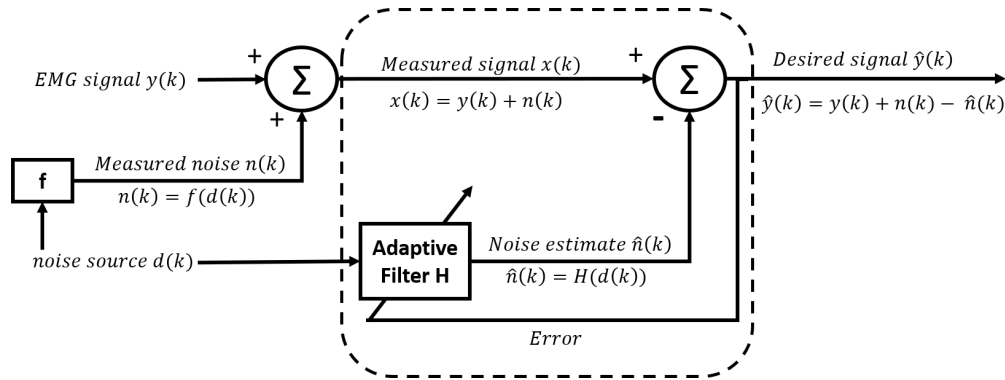 EMG signal y(k)
+
+
Σ
Measured signal x(k)
x(k) = y(k) + n(k)
+
-
Σ
Desired signal ŷ(k)
ŷ(k) = y(k) + n(k) − n̂(k)
f
Measured noise n(k)
n(k) = f(d(k))
noise source d(k)
Adaptive
Filter H
Noise estimate n̂(k)
n̂(k) = H(d(k))
Error